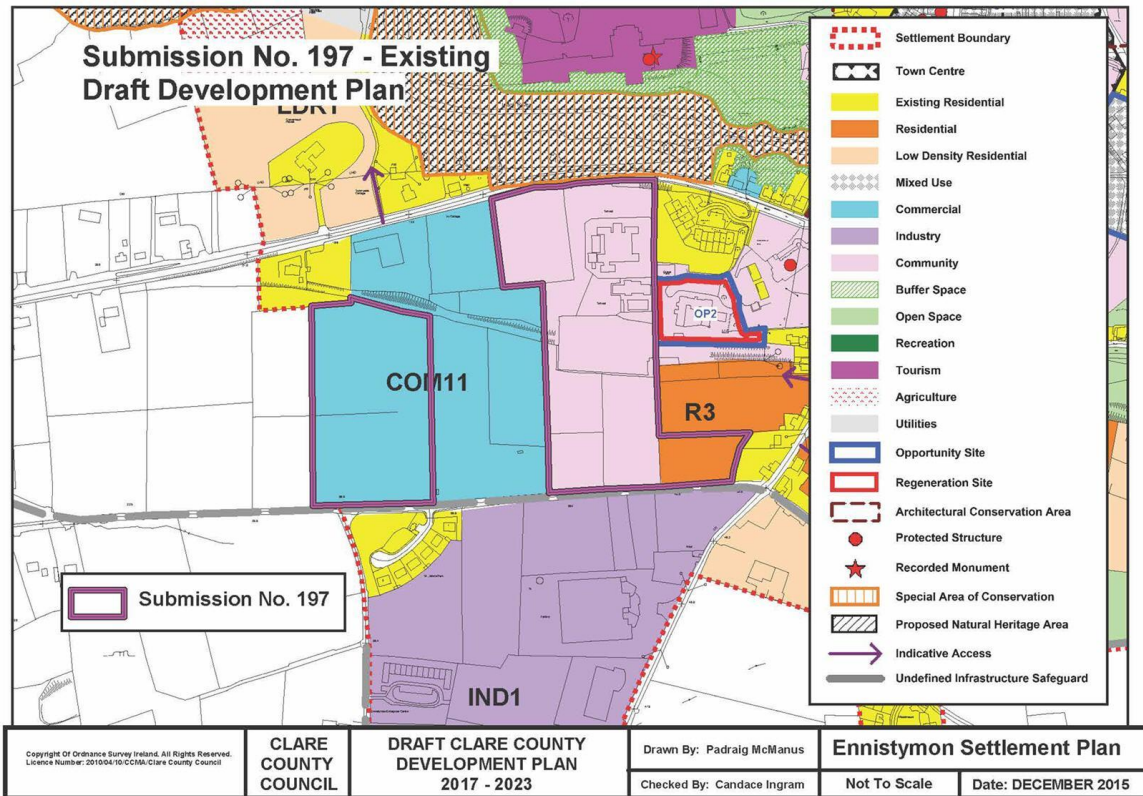 Submission No. 197 - Existing
Draft Development Plan
LDR1
COM11
OP2
R3
IND1
Submission No. 197
Settlement Boundary
Town Centre
Existing Residential
Residential
Low Density Residential
Mixed Use
Commercial
Industry
Community
Buffer Space
Open Space
Recreation
Tourism
Agriculture
Utilities
Opportunity Site
Regeneration Site
Architectural Conservation Area
Protected Structure
Recorded Monument
Special Area of Conservation
Proposed Natural Heritage Area
Indicative Access
Undefined Infrastructure Safeguard
Copyright Of Ordnance Survey Ireland. All Rights Reserved.
Licence Number: 2010/04/10/CCMA/Clare County Council
CLARE
COUNTY
COUNCIL
DRAFT CLARE COUNTY
DEVELOPMENT PLAN
2017 - 2023
Drawn By: Padraig McManus
Checked By: Candace Ingram
Ennistymon Settlement Plan
Not To Scale
Date: DECEMBER 2015